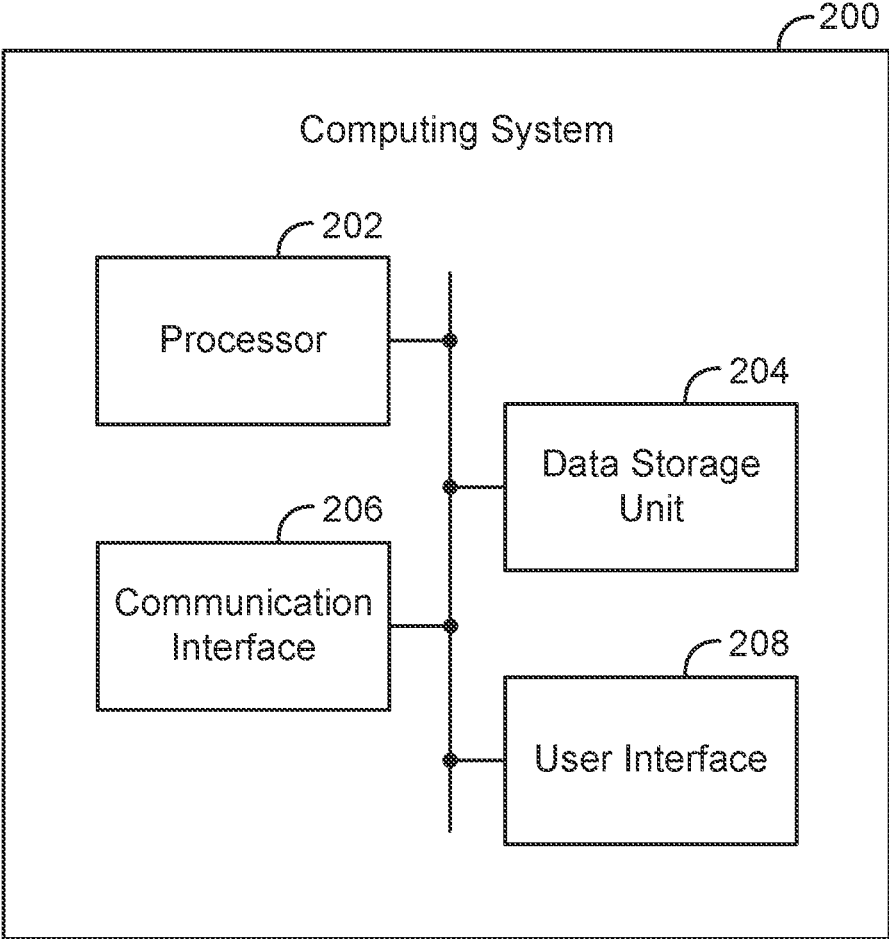 200
Computing System
202
Processor
204
Data Storage
Unit
206
Communication
Interface
208
User Interface